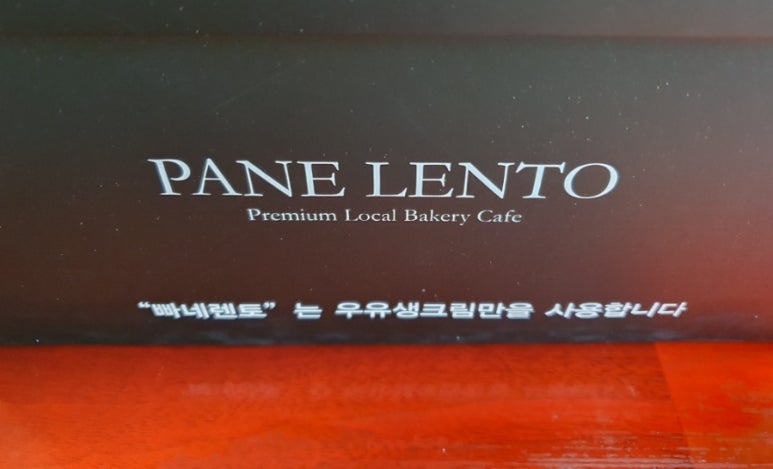 PANE LENTO
Premium Local Bakery Cafe
“빠네렌토” 는 우유생크림만을 사용합니다